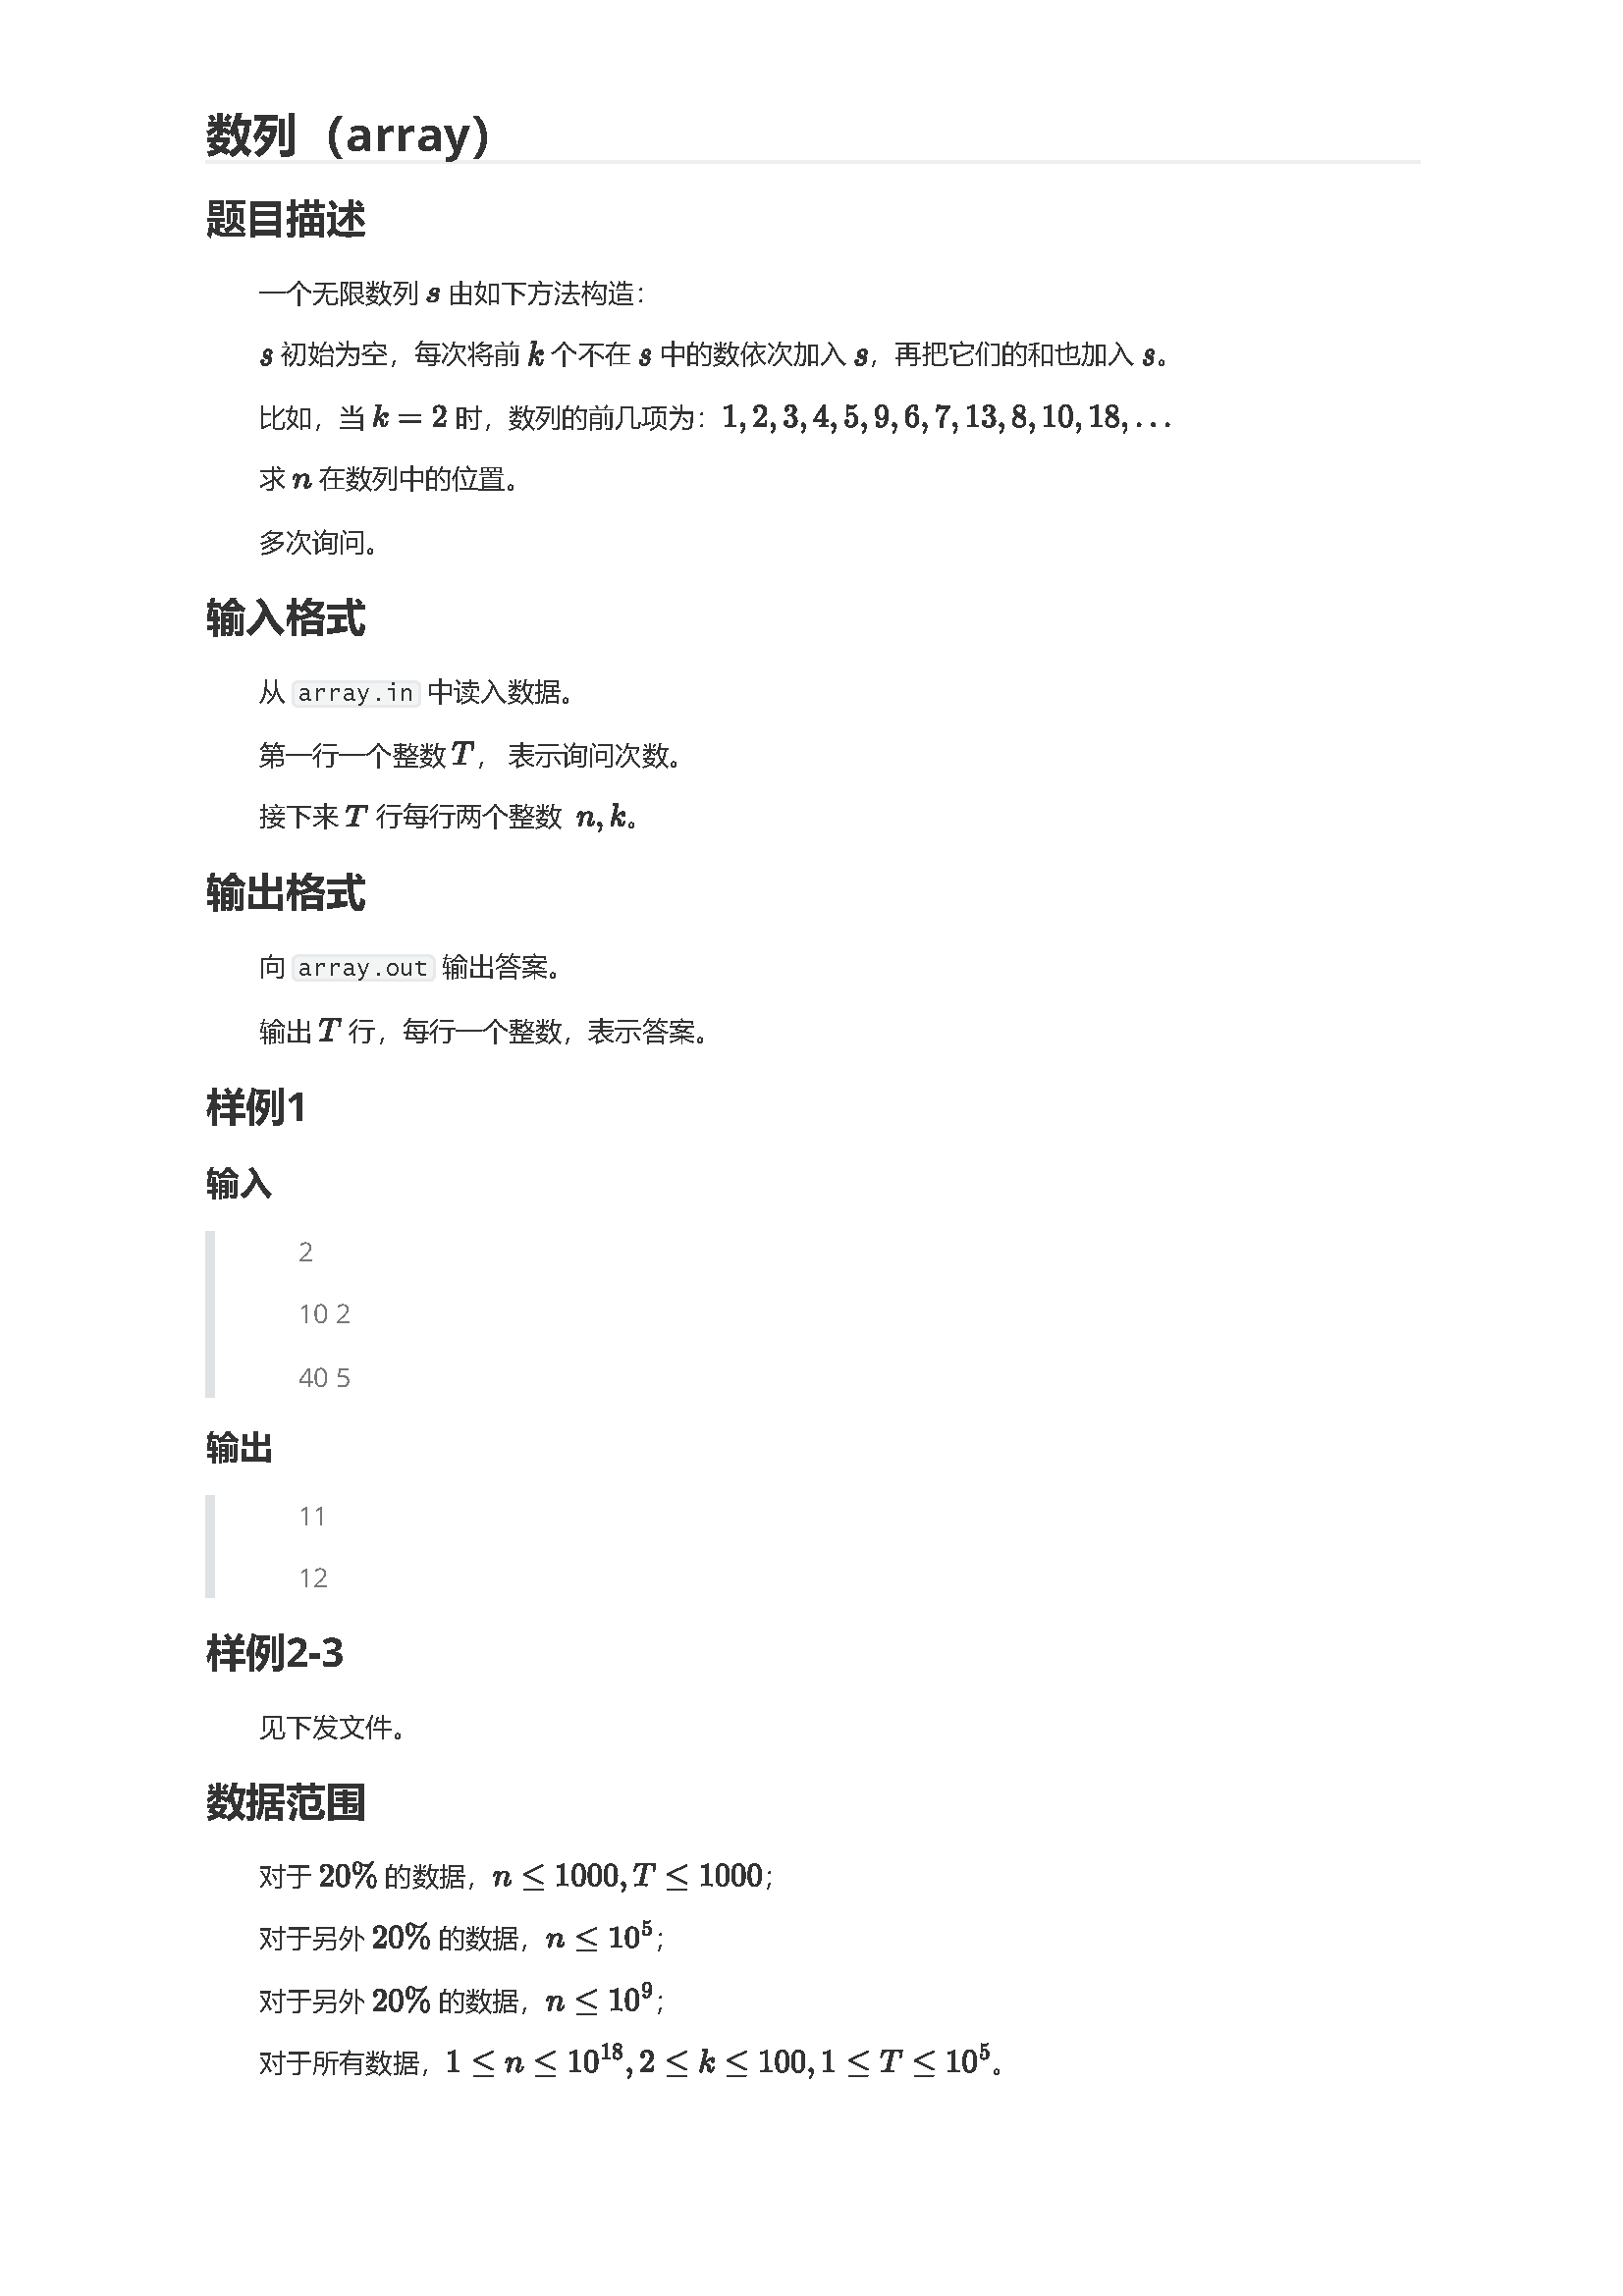 数列（array）
题目描述
一个无限数列 s 由如下方法构造：
s 初始为空，每次将前 k 个不在 s 中的数依次加入 s，再把它们的和也加入 s。
比如，当 k = 2 时，数列的前几项为：1, 2, 3, 4, 5, 9, 6, 7, 13, 8, 10, 18, …
求 n 在数列中的位置。
多次询问。
输入格式
从 array.in 中读入数据。
第一行一个整数 T， 表示询问次数。
接下来 T 行每行两个整数 n, k。
输出格式
向 array.out 输出答案。
输出 T 行，每行一个整数，表示答案。
样例1
输入
2
10 2
40 5
输出
11
12
样例2-3
见下发文件。
数据范围
对于 20% 的数据，n ≤ 1000, T ≤ 1000；
对于另外 20% 的数据，n ≤ 10^5；
对于另外 20% 的数据，n ≤ 10^9；
对于所有数据，1 ≤ n ≤ 10^18, 2 ≤ k ≤ 100, 1 ≤ T ≤ 10^5。